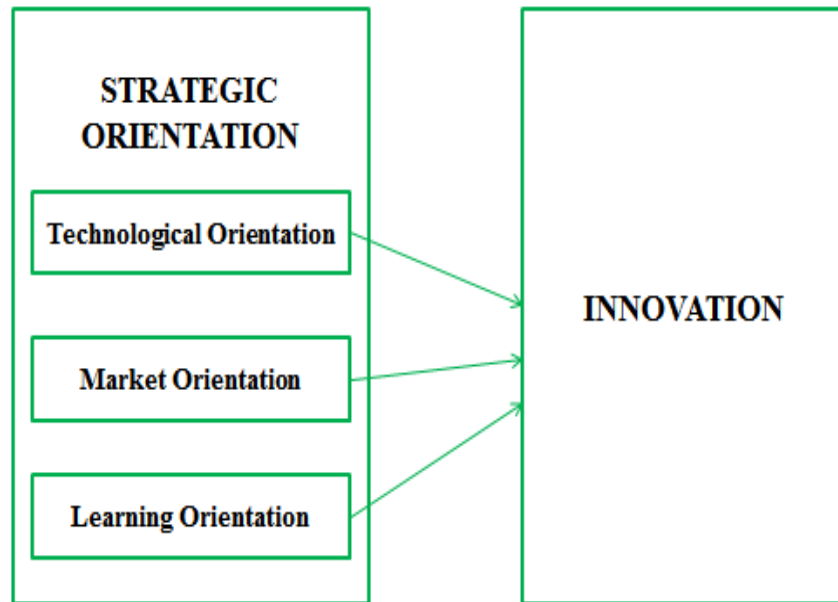 STRATEGIC
ORIENTATION
Technological Orientation
Market Orientation
Learning Orientation
INNOVATION